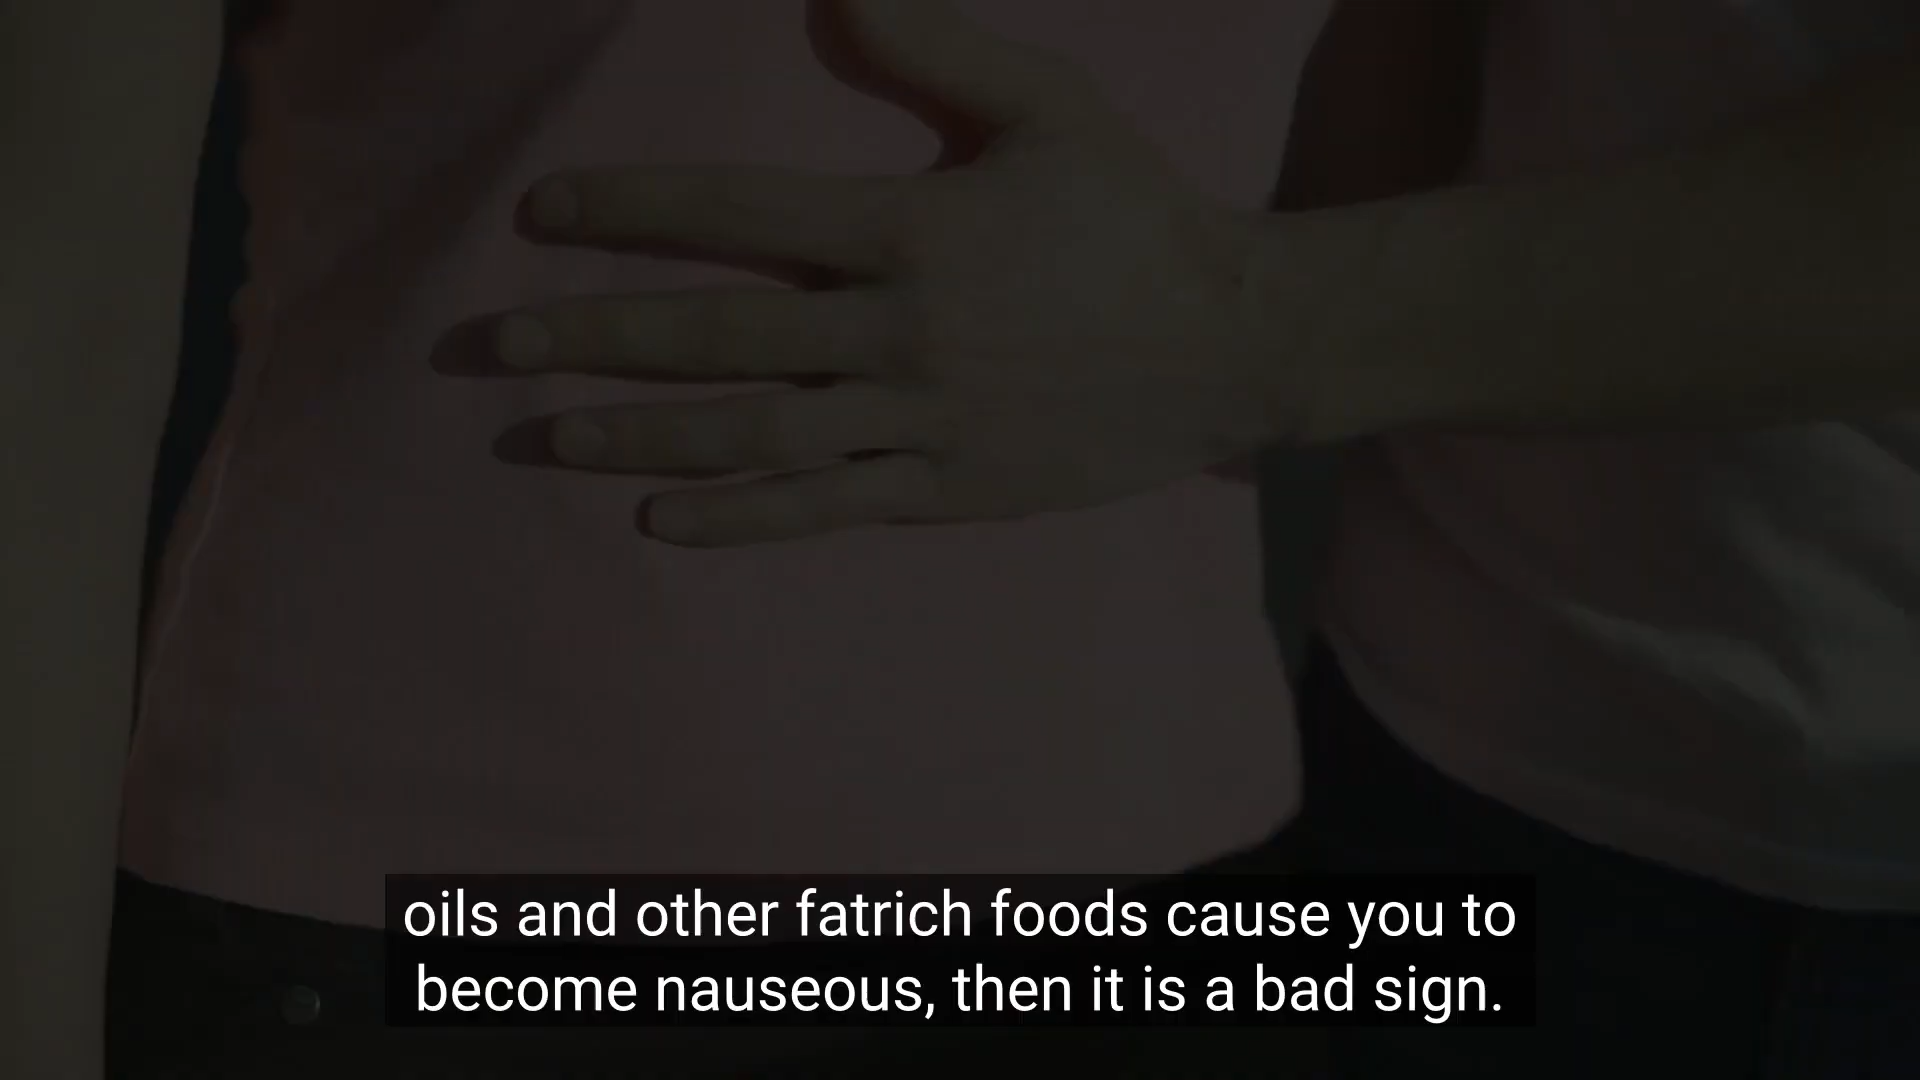 oils and other fatrich foods cause you to
become nauseous, then it is a bad sign.